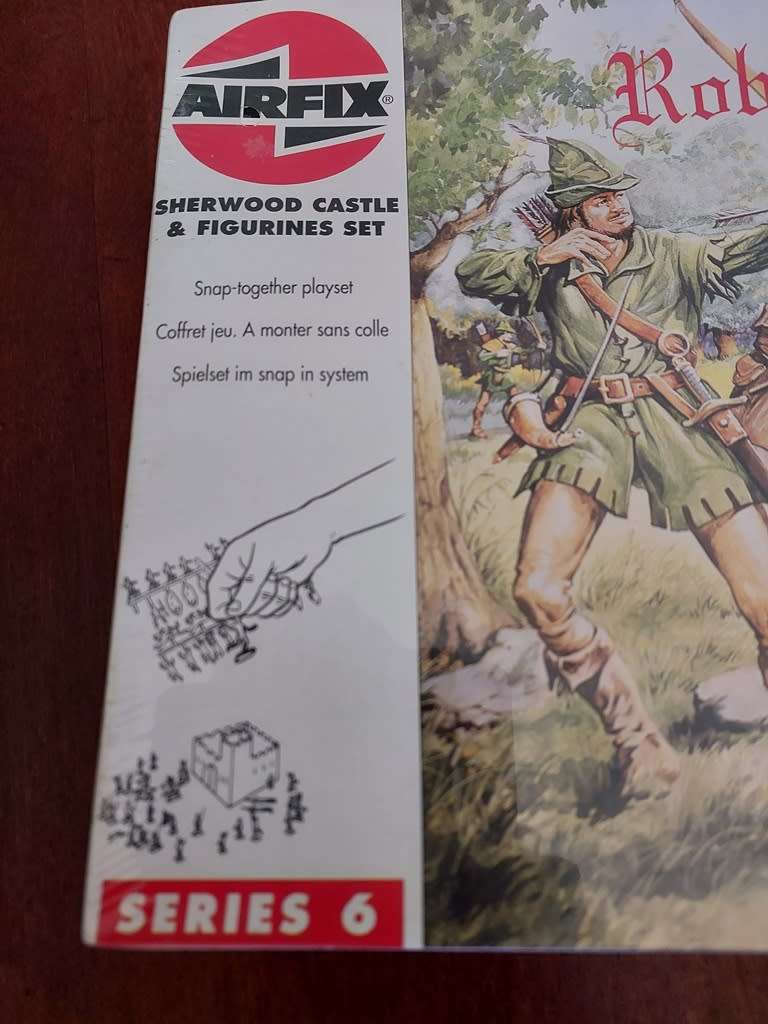 AIRFIX®
SHERWOOD CASTLE
& FIGURINES SET
Snap-together playset
Coffret jeu. A monter sans colle
Spielset im snap in system
SERIES 6
Rob